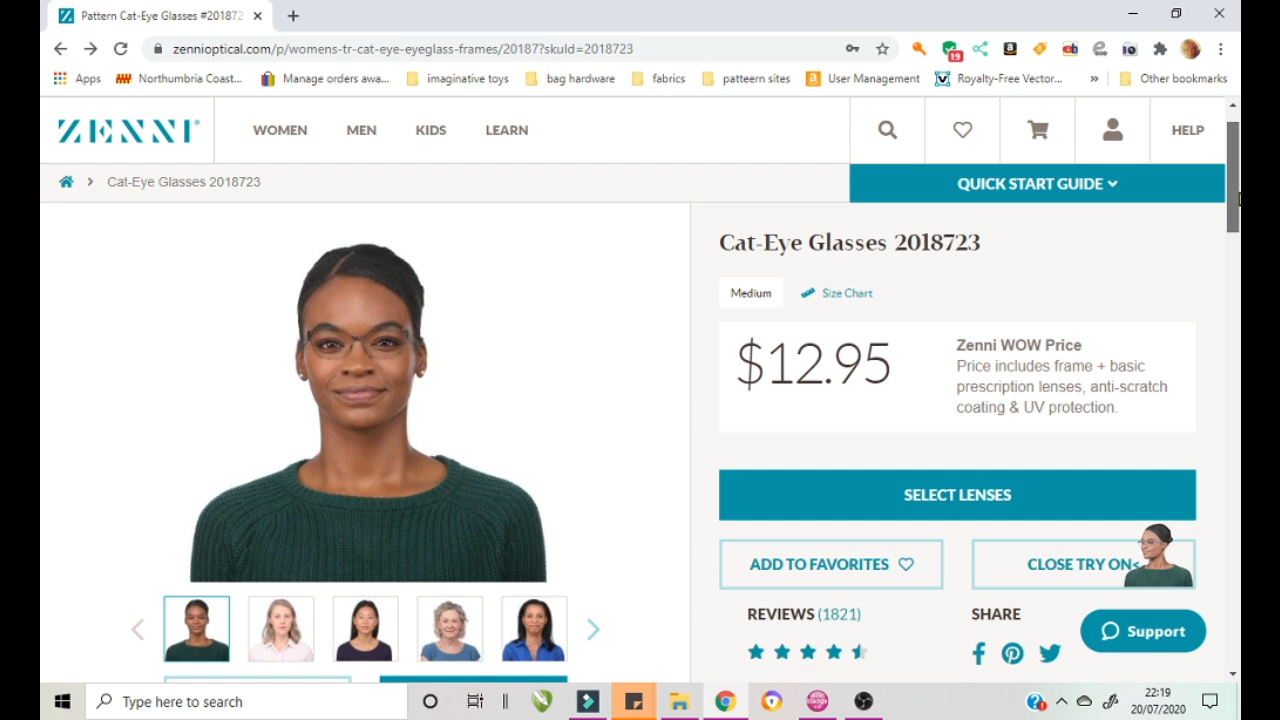 Pattern Cat-Eye Glasses #201872
zennioptical.com/p/womens-tr-cat-eye-eyeglass-frames/20187?skuId=2018723
19
Apps
Northumbria Coast...
Manage orders awa...
imaginative toys
bag hardware
fabrics
patteern sites
User Management
Royalty-Free Vector...
»
Other bookmarks
ZENNI
WOMEN
MEN
KIDS
LEARN
HELP
Cat-Eye Glasses 2018723
QUICK START GUIDE
Cat-Eye Glasses 2018723
Medium
Size Chart
$12.95
Zenni WOW Price
Price includes frame + basic
prescription lenses, anti-scratch
coating & UV protection.
SELECT LENSES
ADD TO FAVORITES
CLOSE TRY ON<
REVIEWS (1821)
SHARE
Support
Type here to search
22:19
20/07/2020